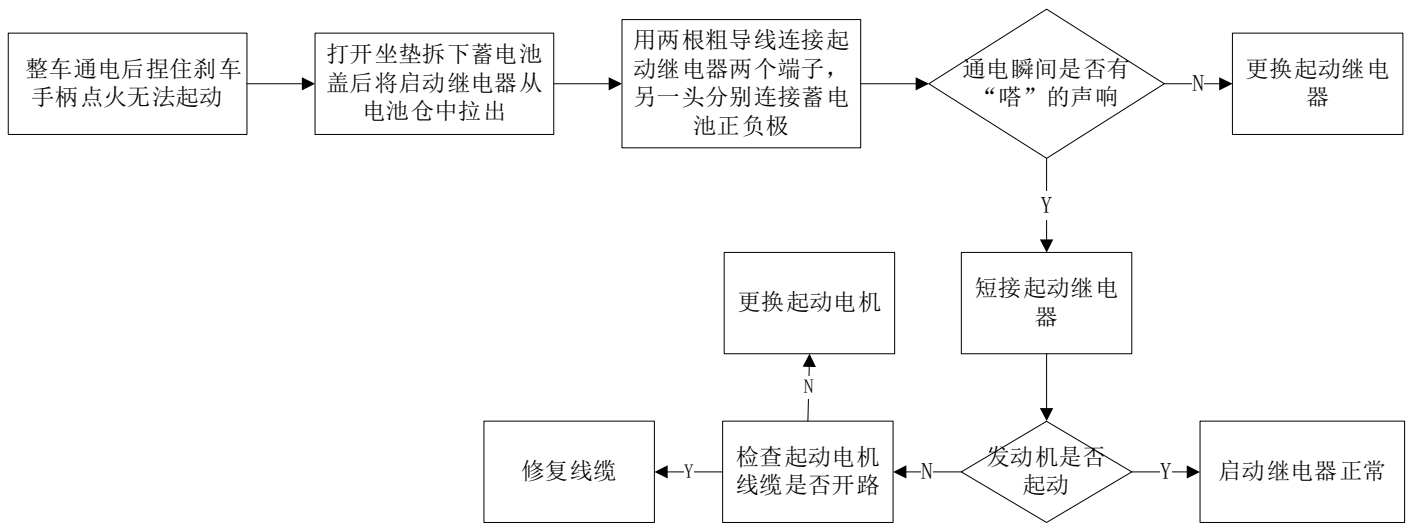 整车通电后捏住刹车
手柄点火无法起动
打开坐垫拆下蓄电池
盖后将启动继电器从
电池仓中拉出
用两根粗导线连接起
动继电器两个端子，
另一头分别连接蓄电
池正负极
通电瞬间是否有
“嗒”的声响
N
更换起动继电
器
Y
短接起动继电
器
更换起动电机
N
发动机是否
起动
Y
启动继电器正常
N
检查起动电机
线缆是否开路
Y
修复线缆